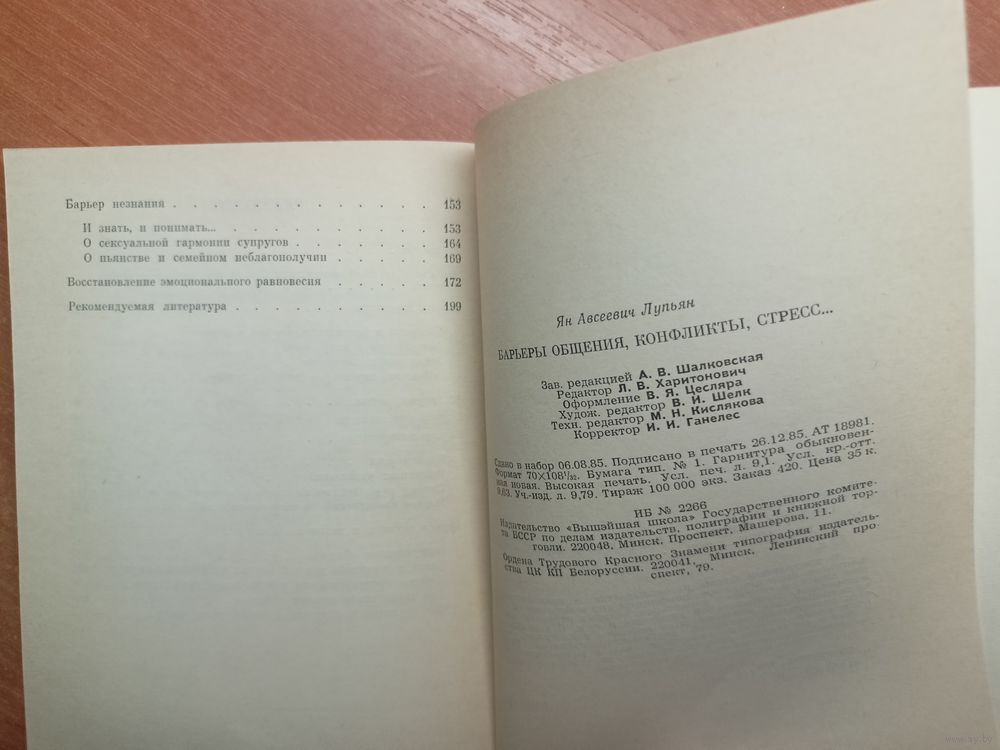 Барьер незнания . . . . . . . . . . . . . 153
И знать, и понимать... . . . . . . . . . . 153
О сексуальной гармонии супругов . . . . . . . 164
О пьянстве и семейном неблагополучии . . . . . 169
Восстановление эмоционального равновесия . . . . . 172
Рекомендуемая литература . . . . . . . . . . 199
Ян Авсеевич Лупьян
БАРЬЕРЫ ОБЩЕНИЯ, КОНФЛИКТЫ, СТРЕСС...
Зав. редакцией А. В. Шалковская
Редактор Л. В. Харитонович
Оформление В. Я. Цесляра
Худож. редактор В. И. Шелк
Техн. редактор М. Н. Кислякова
Корректор И. И. Ганелес
Сдано в набор 06.08.85. Подписано в печать 26.12.85. АТ 18981.
Формат 70×108¹/₃₂. Бумага тип. № 1. Гарнитура обыкновен-
ная новая. Высокая печать. Усл. печ. л. 9,1. Усл. кр.-отт.
9,63. Уч.-изд. л. 9,79. Тираж 100 000 экз. Заказ 420. Цена 35 к.
ИБ № 2266
Издательство «Вышэйшая школа» Государственного комите-
та БССР по делам издательств, полиграфии и книжной тор-
говли. 220048, Минск, Проспект, Машерова, 11.
Ордена Трудового Красного Знамени типография издатель-
ства ЦК КП Белоруссии. 220041, Минск, Ленинский про-
спект, 79.
www.ay.by